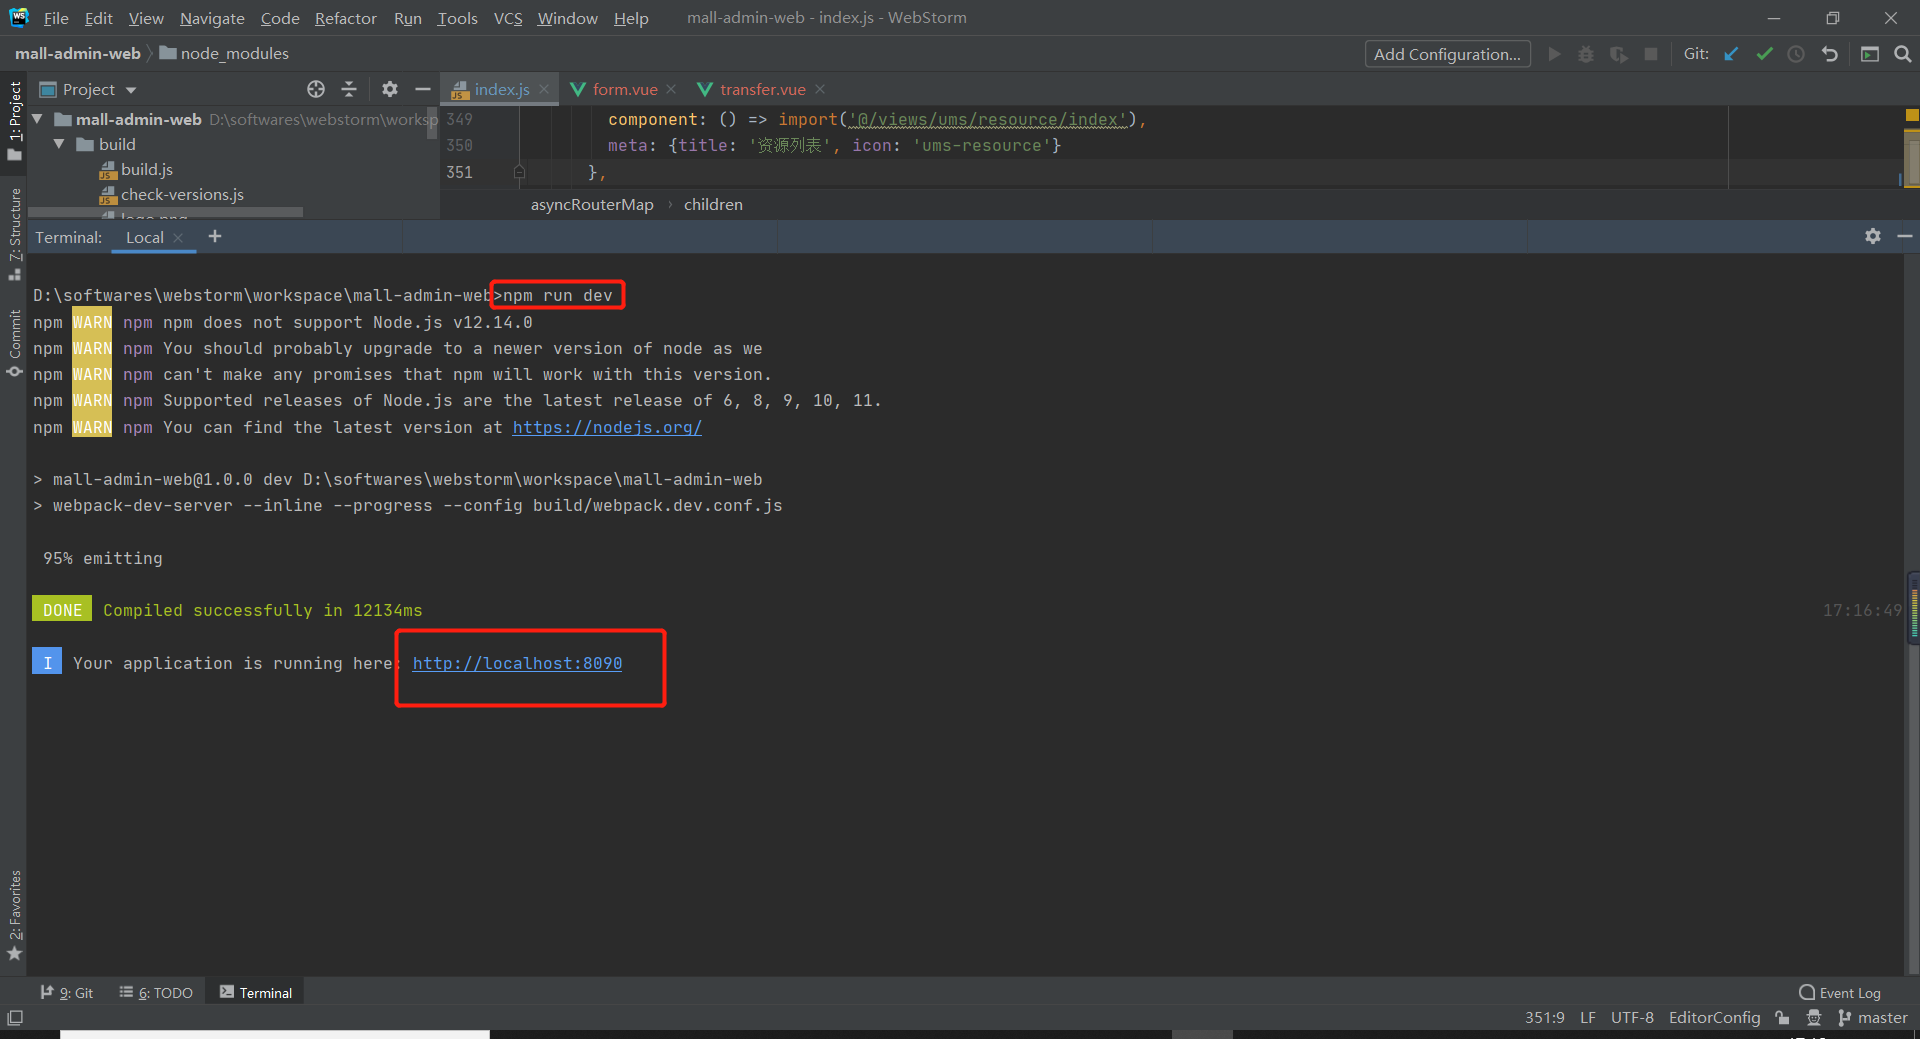 WS File Edit View Navigate Code Refactor Run Tools VCS Window Help mall-admin-web - index.js - WebStorm
mall-admin-web node_modules Add Configuration... Git:
1: Project
Project
index.js form.vue transfer.vue
mall-admin-web D:\softwares\webstorm\worksp
build
JS build.js
JS check-versions.js
logo.png
349 component: () => import('@/views/ums/resource/index'),
350 meta: {title: '资源列表', icon: 'ums-resource'}
351 },
asyncRouterMap › children
7: Structure
Commit
2: Favorites
Terminal: Local +
D:\softwares\webstorm\workspace\mall-admin-web>npm run dev
npm WARN npm npm does not support Node.js v12.14.0
npm WARN npm You should probably upgrade to a newer version of node as we
npm WARN npm can't make any promises that npm will work with this version.
npm WARN npm Supported releases of Node.js are the latest release of 6, 8, 9, 10, 11.
npm WARN npm You can find the latest version at https://nodejs.org/
> mall-admin-web@1.0.0 dev D:\softwares\webstorm\workspace\mall-admin-web
> webpack-dev-server --inline --progress --config build/webpack.dev.conf.js
95% emitting
DONE Compiled successfully in 12134ms 17:16:49
I Your application is running here: http://localhost:8090
9: Git 6: TODO Terminal Event Log
351:9 LF UTF-8 EditorConfig master